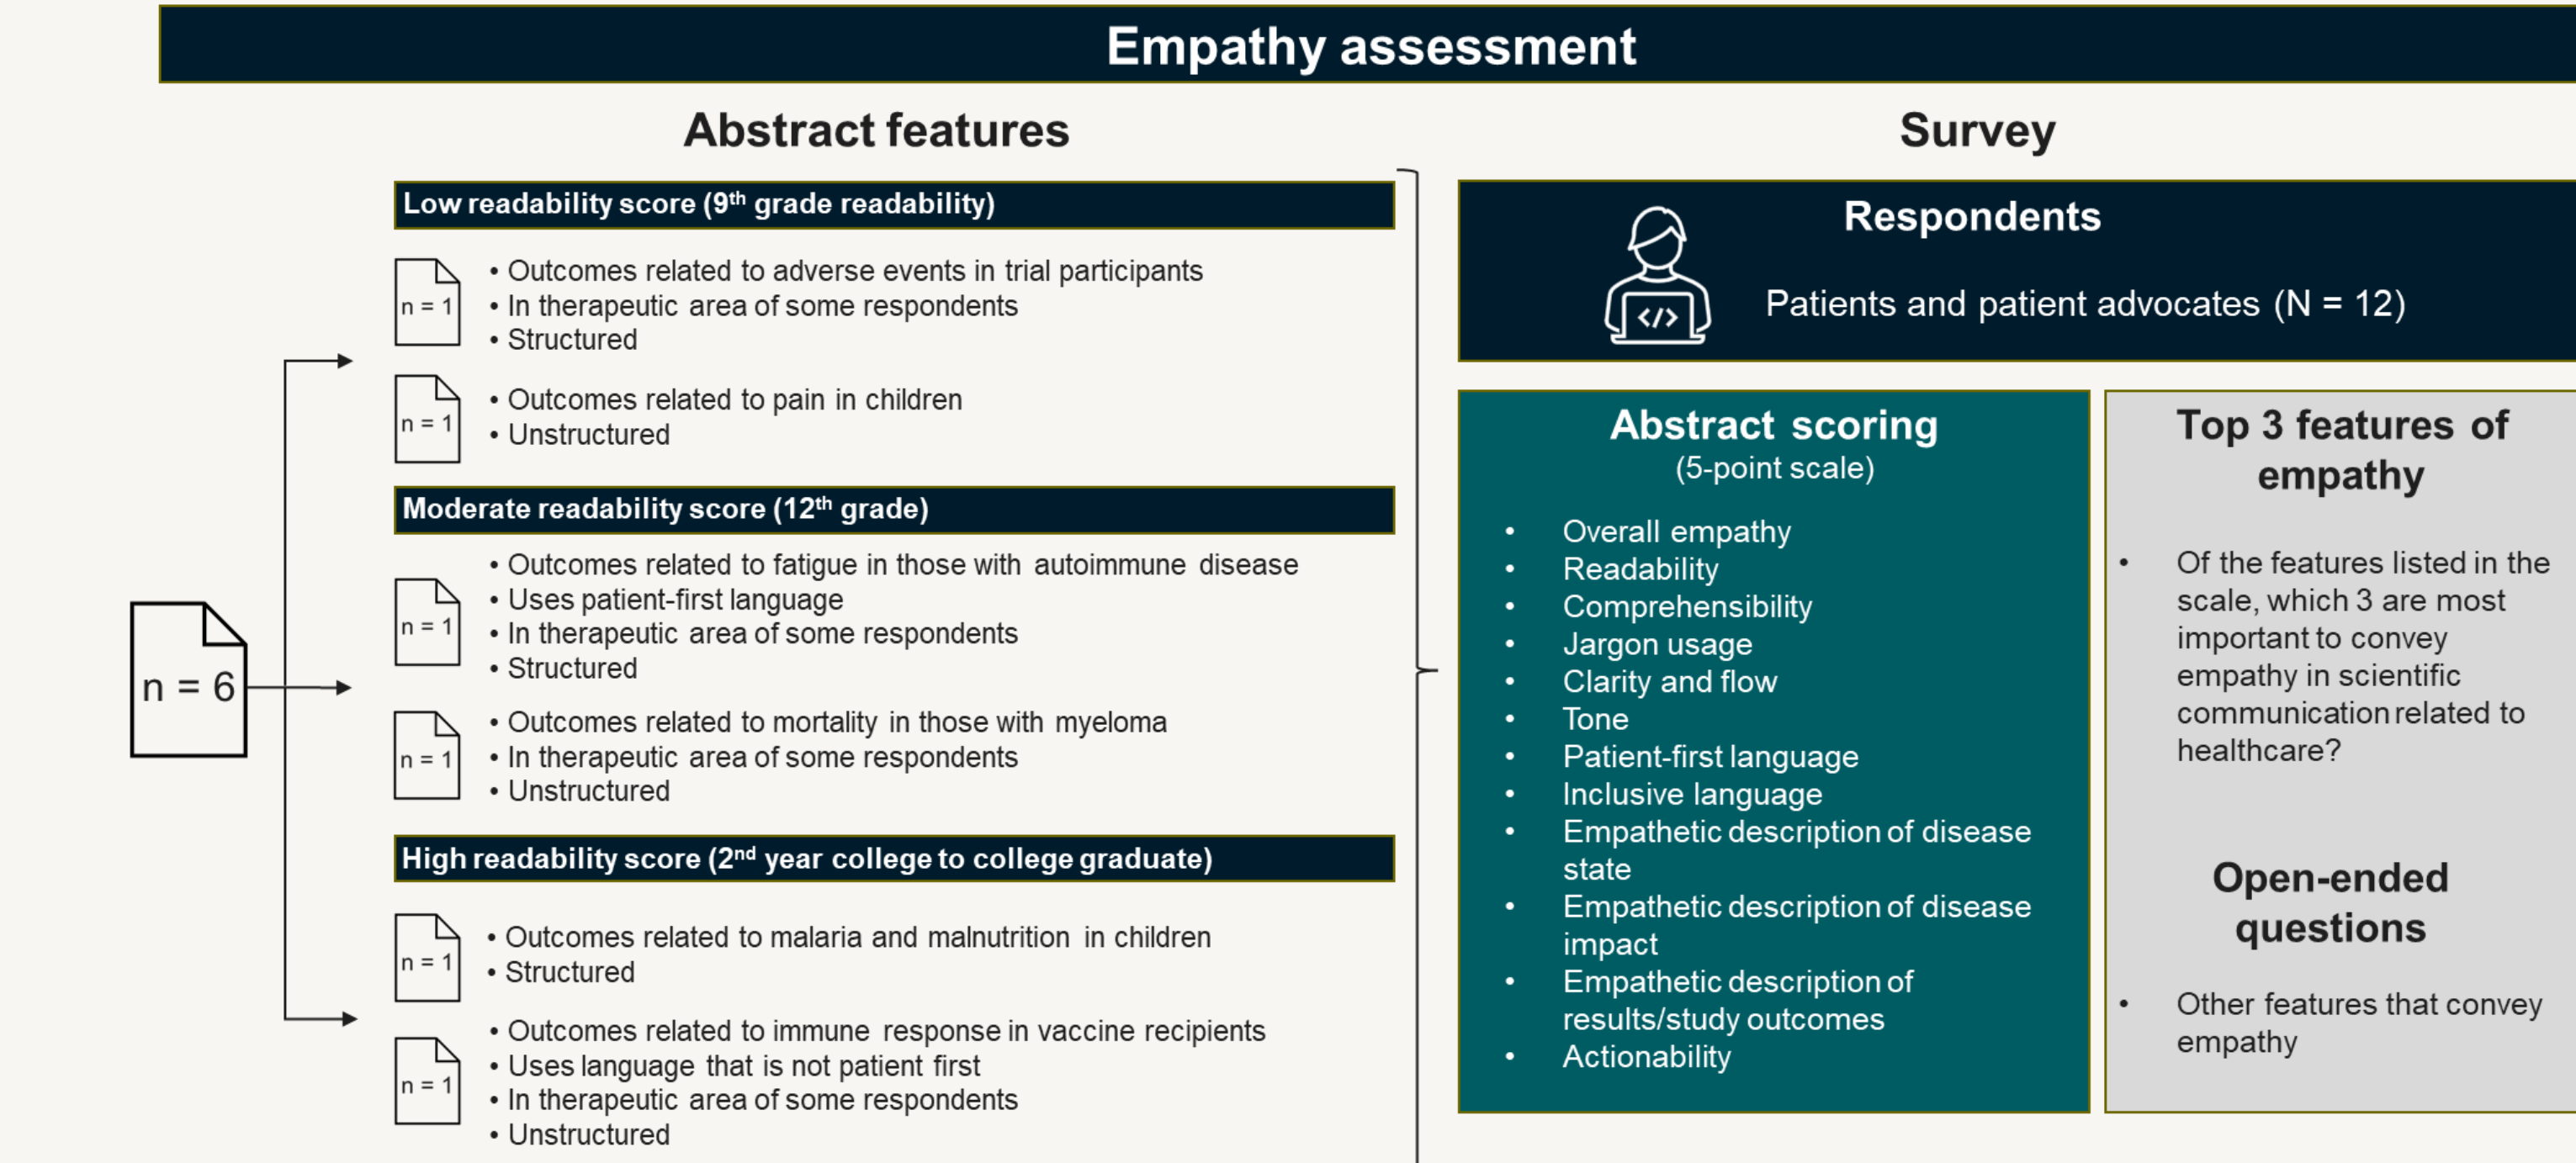 Empathy assessment
Abstract features
Low readability score (9th grade readability)
n = 1
• Outcomes related to adverse events in trial participants
• In therapeutic area of some respondents
• Structured
n = 1
• Outcomes related to pain in children
• Unstructured
Moderate readability score (12th grade)
n = 1
• Outcomes related to fatigue in those with autoimmune disease
• Uses patient-first language
• In therapeutic area of some respondents
• Structured
n = 6
n = 1
• Outcomes related to mortality in those with myeloma
• In therapeutic area of some respondents
• Unstructured
High readability score (2nd year college to college graduate)
n = 1
• Outcomes related to malaria and malnutrition in children
• Structured
n = 1
• Outcomes related to immune response in vaccine recipients
• Uses language that is not patient first
• In therapeutic area of some respondents
• Unstructured
Survey
Respondents
</>
Patients and patient advocates (N = 12)
Abstract scoring
(5-point scale)
• Overall empathy
• Readability
• Comprehensibility
• Jargon usage
• Clarity and flow
• Tone
• Patient-first language
• Inclusive language
• Empathetic description of disease
state
• Empathetic description of disease
impact
• Empathetic description of
results/study outcomes
• Actionability
Top 3 features of
empathy
• Of the features listed in the
scale, which 3 are most
important to convey
empathy in scientific
communication related to
healthcare?
Open-ended
questions
• Other features that convey
empathy